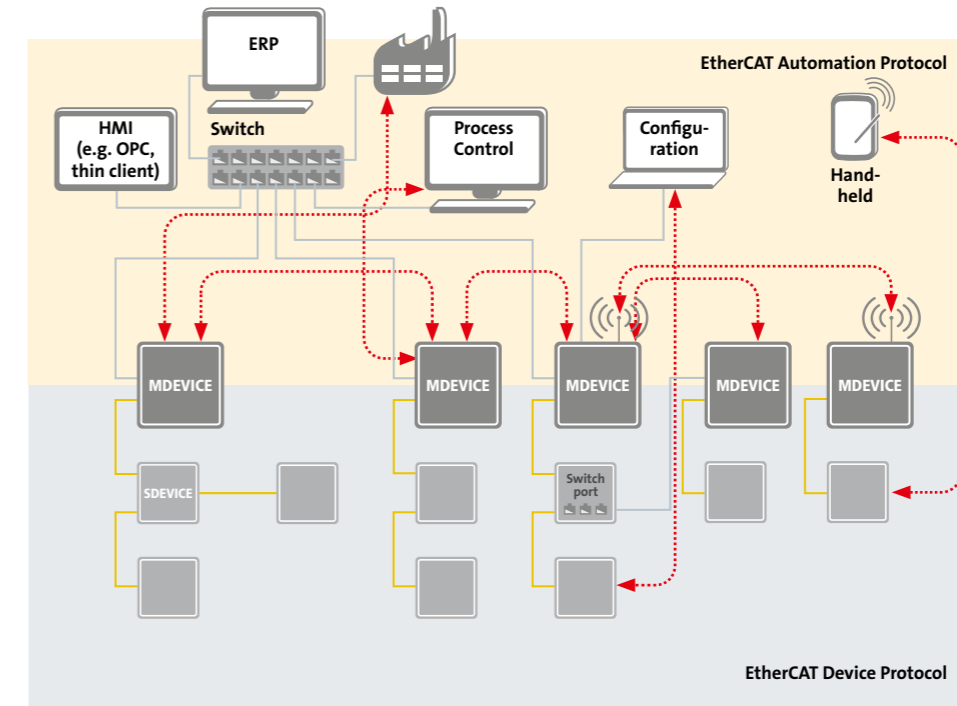 ERP
EtherCAT Automation Protocol
HMI
(e.g. OPC,
thin client)
Switch
Process
Control
Configu-
ration
Hand-
held
MDEVICE
MDEVICE
MDEVICE
MDEVICE
MDEVICE
SDEVICE
Switch
port
EtherCAT Device Protocol